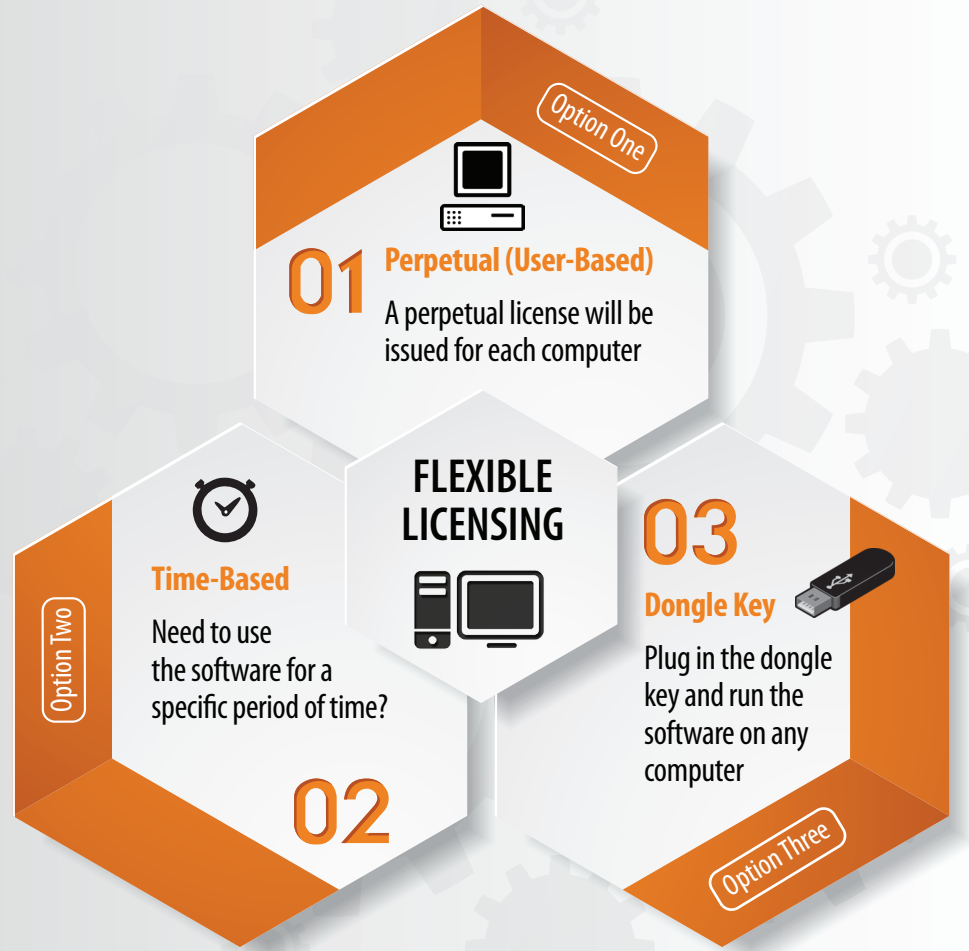 Option One
01
Perpetual (User-Based)
A perpetual license will be
issued for each computer
FLEXIBLE
LICENSING
Option Two
Time-Based
Need to use
the software for a
specific period of time?
02
03
Dongle Key
Plug in the dongle
key and run the
software on any
computer
Option Three